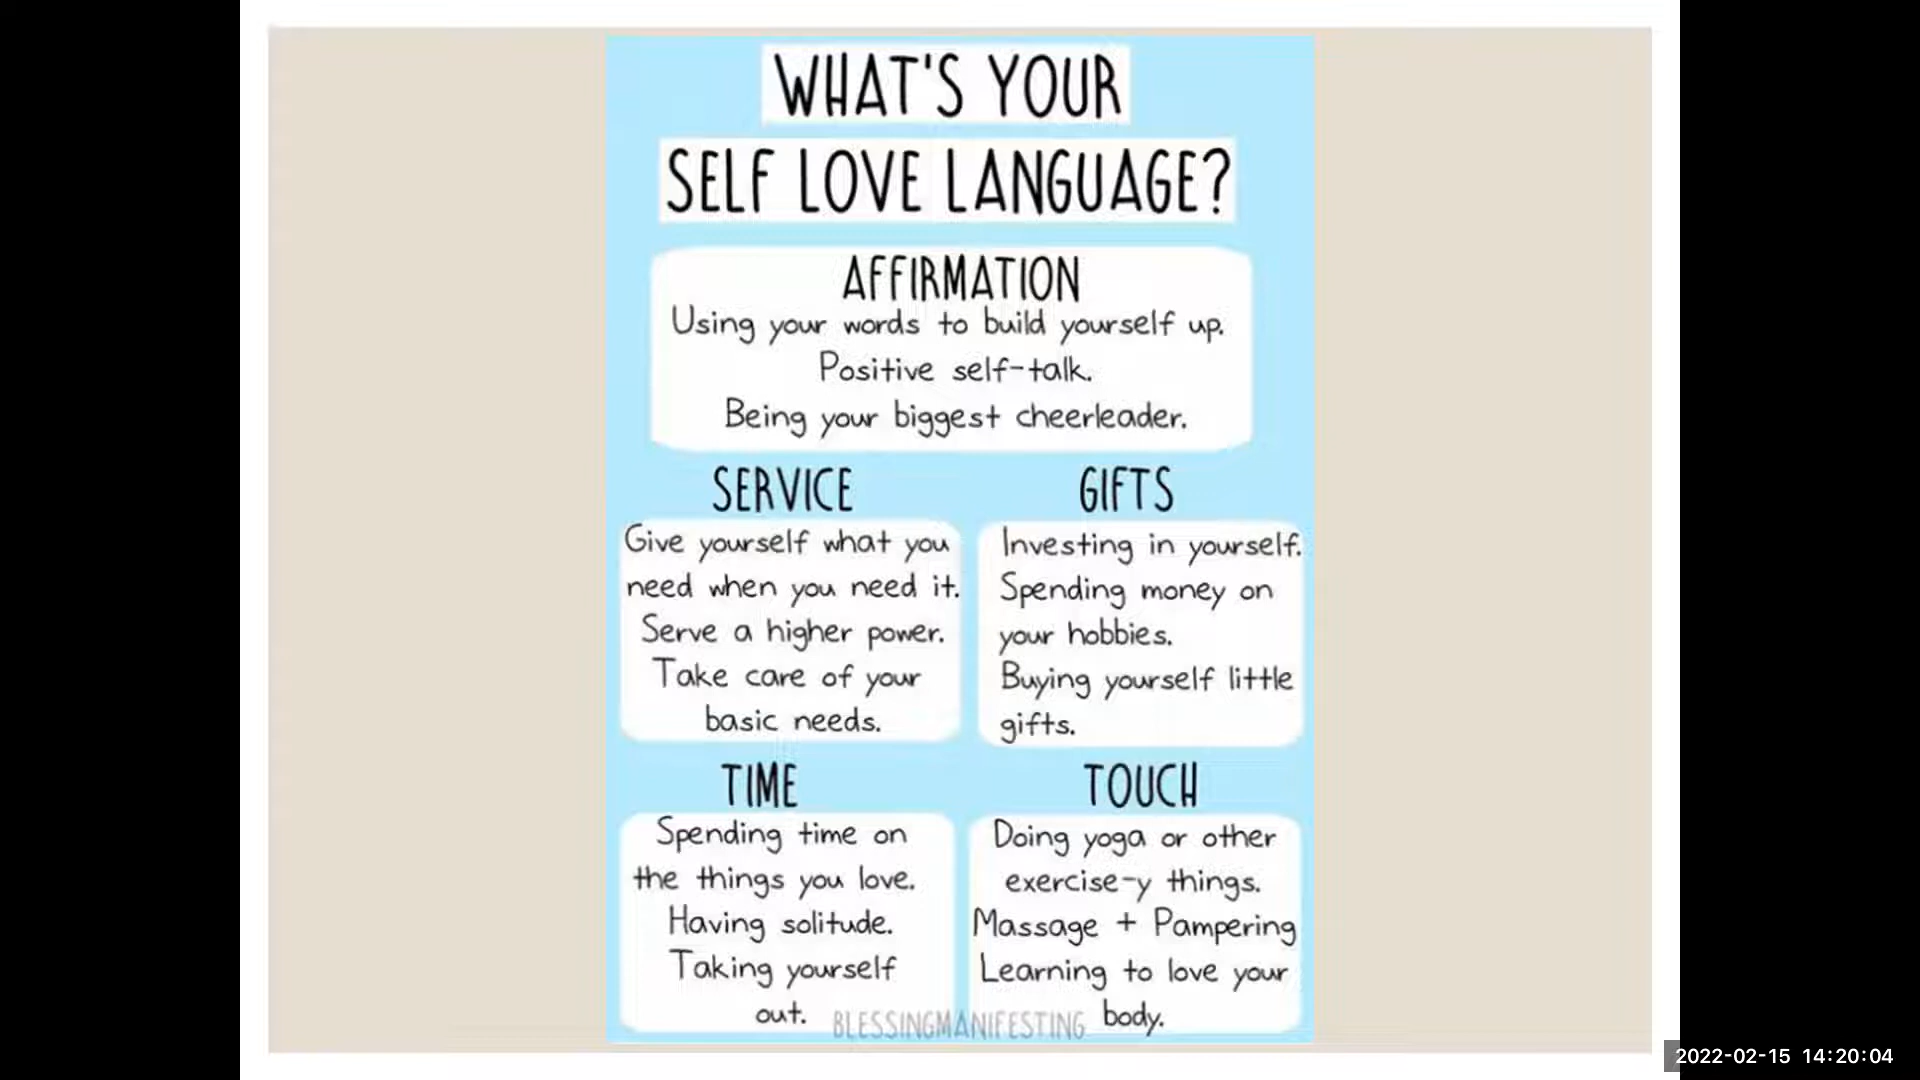 WHAT'S YOUR
SELF LOVE LANGUAGE?
AFFIRMATION
Using your words to build yourself up.
Positive self-talk.
Being your biggest cheerleader.
SERVICE
Give yourself what you
need when you need it.
Serve a higher power.
Take care of your
basic needs.
GIFTS
Investing in yourself.
Spending money on
your hobbies.
Buying yourself little
gifts.
TIME
Spending time on
the things you love.
Having solitude.
Taking yourself
out.
TOUCH
Doing yoga or other
exercise-y things.
Massage + Pampering
Learning to love your
body.
BLESSINGMANIFESTING
2022-02-15 14:20:04